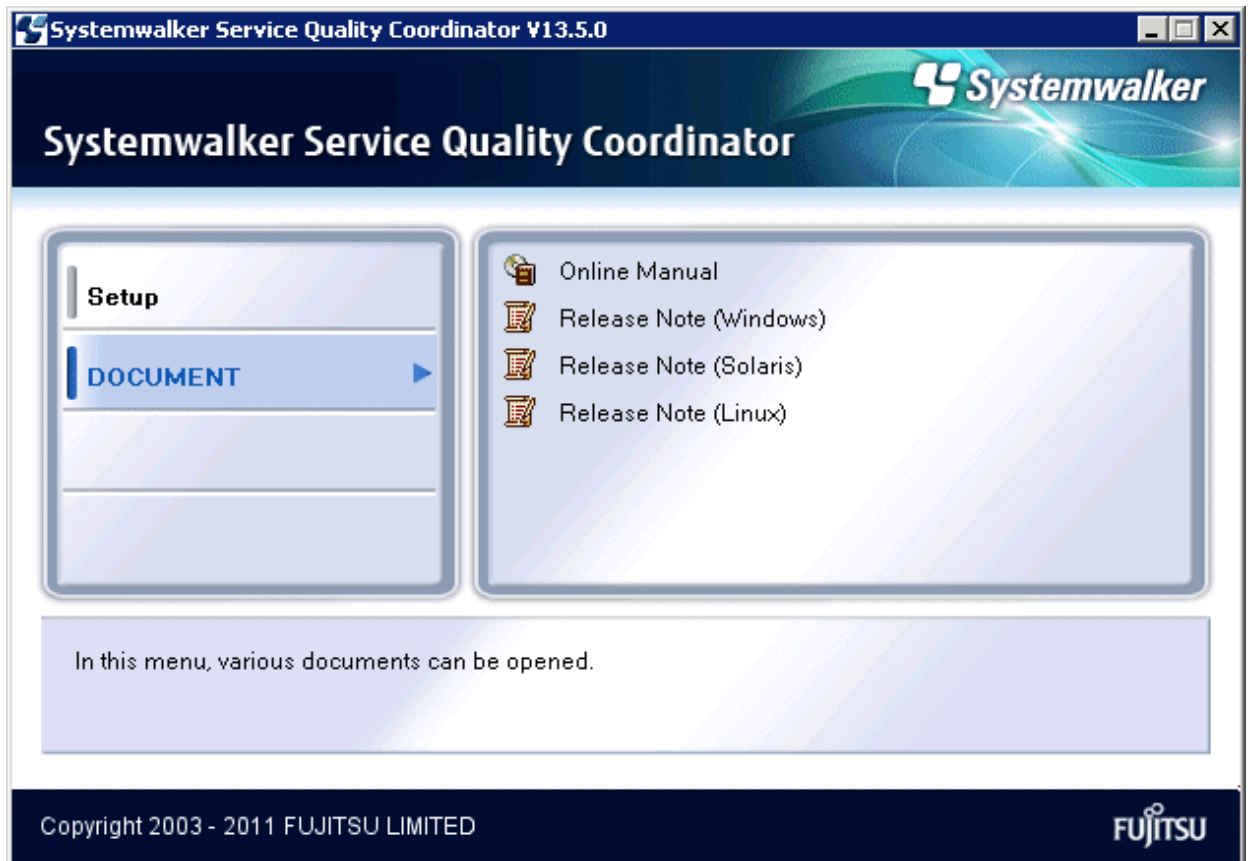 Systemwalker Service Quality Coordinator V13.5.0
Systemwalker
Systemwalker Service Quality Coordinator
Setup
DOCUMENT
Online Manual
Release Note (Windows)
Release Note (Solaris)
Release Note (Linux)
In this menu, various documents can be opened.
Copyright 2003 - 2011 FUJITSU LIMITED
FUJITSU